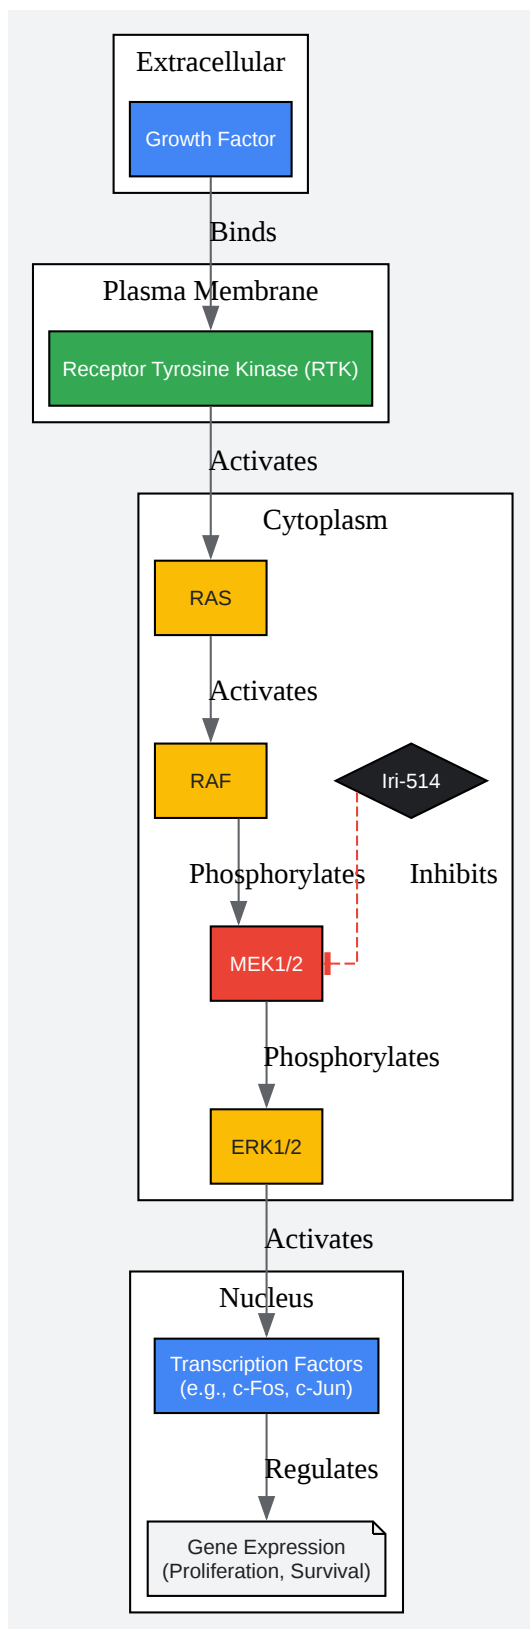 Extracellular
Growth Factor
Binds
Plasma Membrane
Receptor Tyrosine Kinase (RTK)
Activates
Cytoplasm
RAS
Activates
RAF
Iri-514
Phosphorylates
Inhibits
MEK1/2
Phosphorylates
ERK1/2
Activates
Nucleus
Transcription Factors
(e.g., c-Fos, c-Jun)
Regulates
Gene Expression
(Proliferation, Survival)